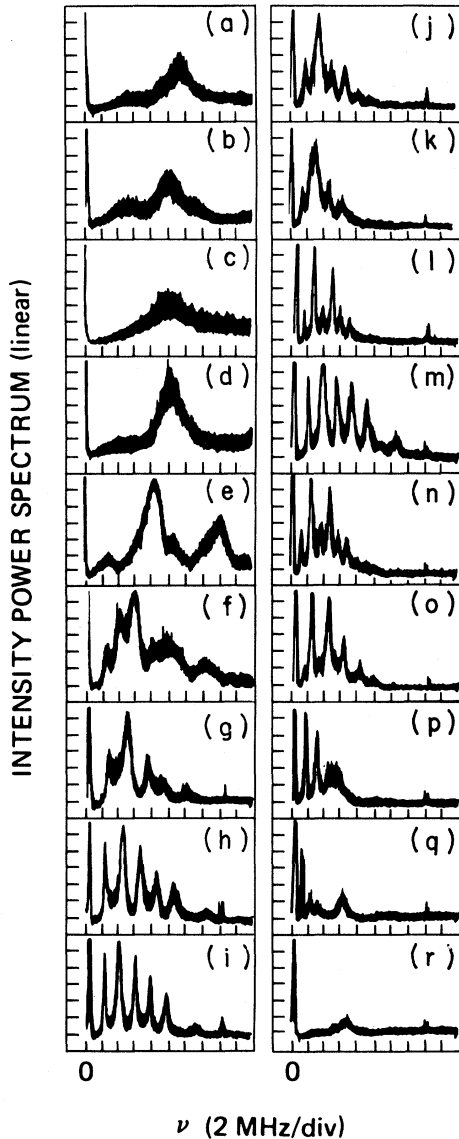 INTENSITY POWER SPECTRUM (linear)
(a)
(b)
(c)
(d)
(e)
(f)
(g)
(h)
(i)
(j)
(k)
(l)
(m)
(n)
(o)
(p)
(q)
(r)
0
0
ν (2 MHz/div)